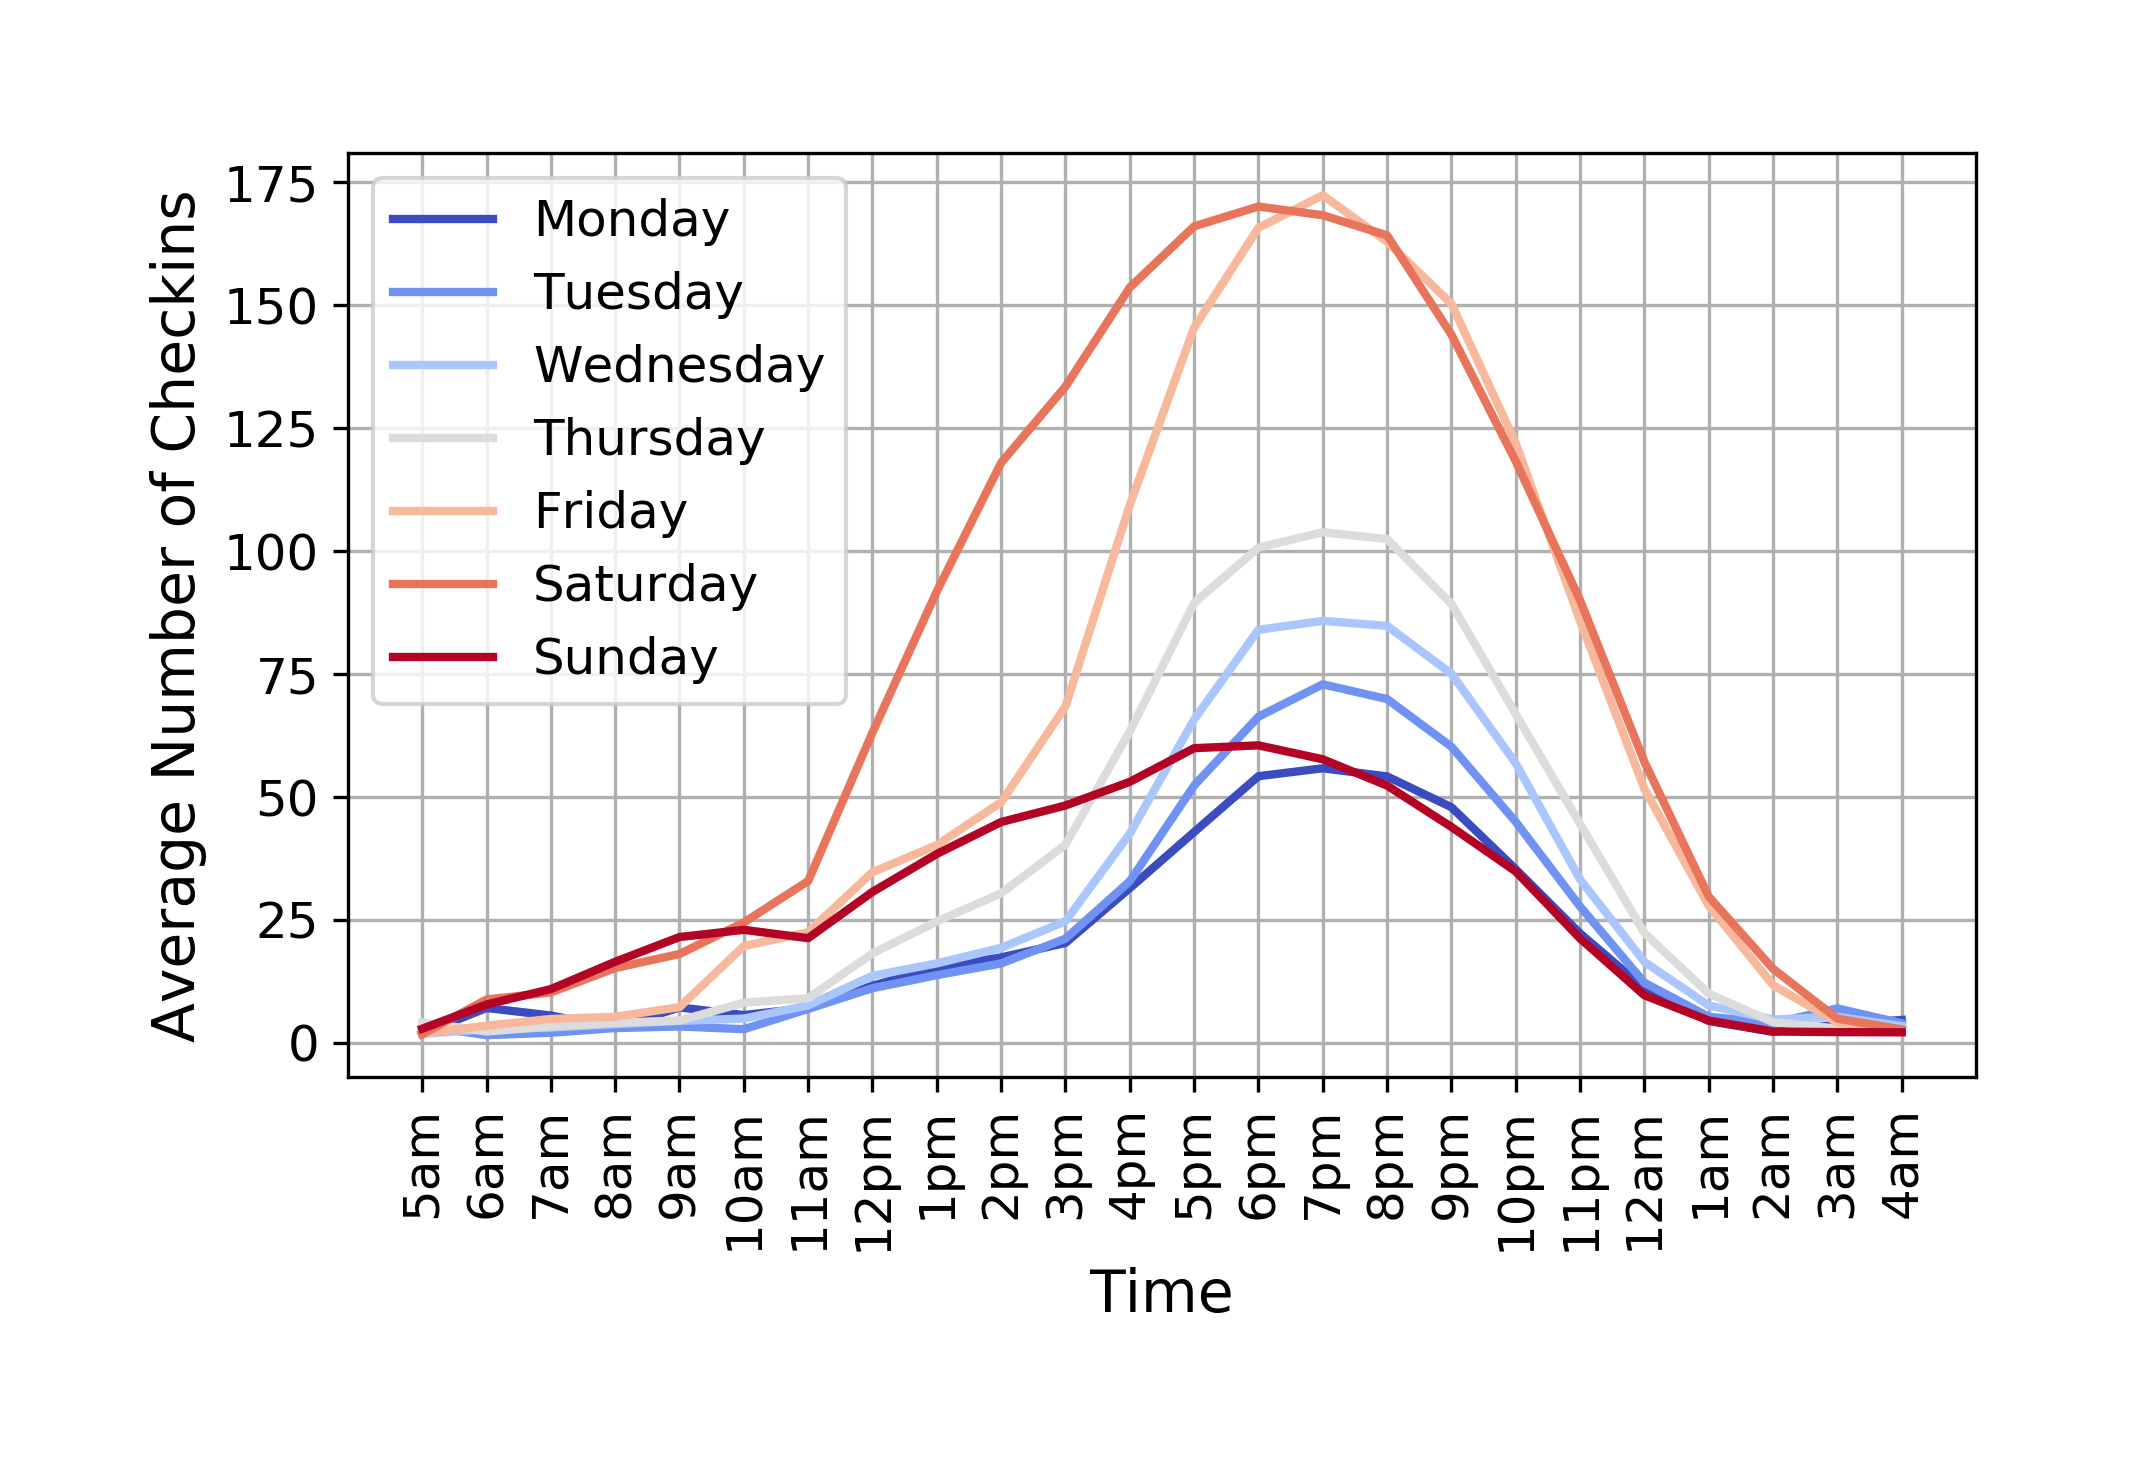 175
150
125
100
75
50
25
0
Average Number of Checkins
Monday
Tuesday
Wednesday
Thursday
Friday
Saturday
Sunday
5am
6am
7am
8am
9am
10am
11am
12pm
1pm
2pm
3pm
4pm
5pm
6pm
7pm
8pm
9pm
10pm
11pm
12am
1am
2am
3am
4am
Time